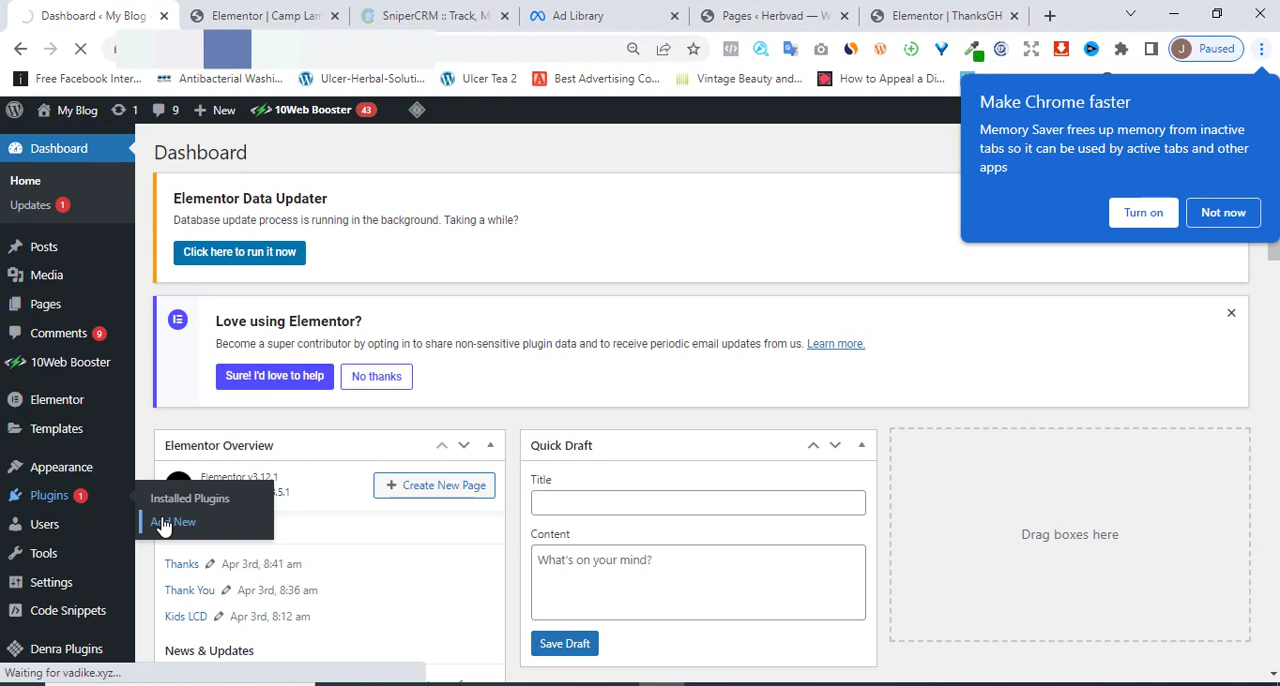 Dashboard ‹ My Blog
Elementor | Camp Lan
SniperCRM :: Track, M
Ad Library
Pages ‹ Herbvad — W
Elementor | ThanksGH
J Paused
Free Facebook Inter...
Antibacterial Washi...
Ulcer-Herbal-Solutio...
Ulcer Tea 2
Best Advertising Co...
Vintage Beauty and...
How to Appeal a Di...
Make Chrome faster
Memory Saver frees up memory from inactive
tabs so it can be used by active tabs and other
apps
Turn on
Not now
My Blog
1
9
New
10Web Booster 43
Dashboard
Home
Updates 1
Posts
Media
Pages
Comments 9
10Web Booster
Elementor
Templates
Appearance
Plugins 1
Users
Tools
Settings
Code Snippets
Denra Plugins
Installed Plugins
Add New
Dashboard
Elementor Data Updater
Database update process is running in the background. Taking a while?
Click here to run it now
Love using Elementor?
Become a super contributor by opting in to share non-sensitive plugin data and to receive periodic email updates from us. Learn more.
Sure! I'd love to help
No thanks
Elementor Overview
Elementor v3.12.1
Create New Page
Thanks Apr 3rd, 8:41 am
Thank You Apr 3rd, 8:36 am
Kids LCD Apr 3rd, 8:12 am
News & Updates
Quick Draft
Title
Content
What's on your mind?
Save Draft
Drag boxes here
Waiting for vadike.xyz...